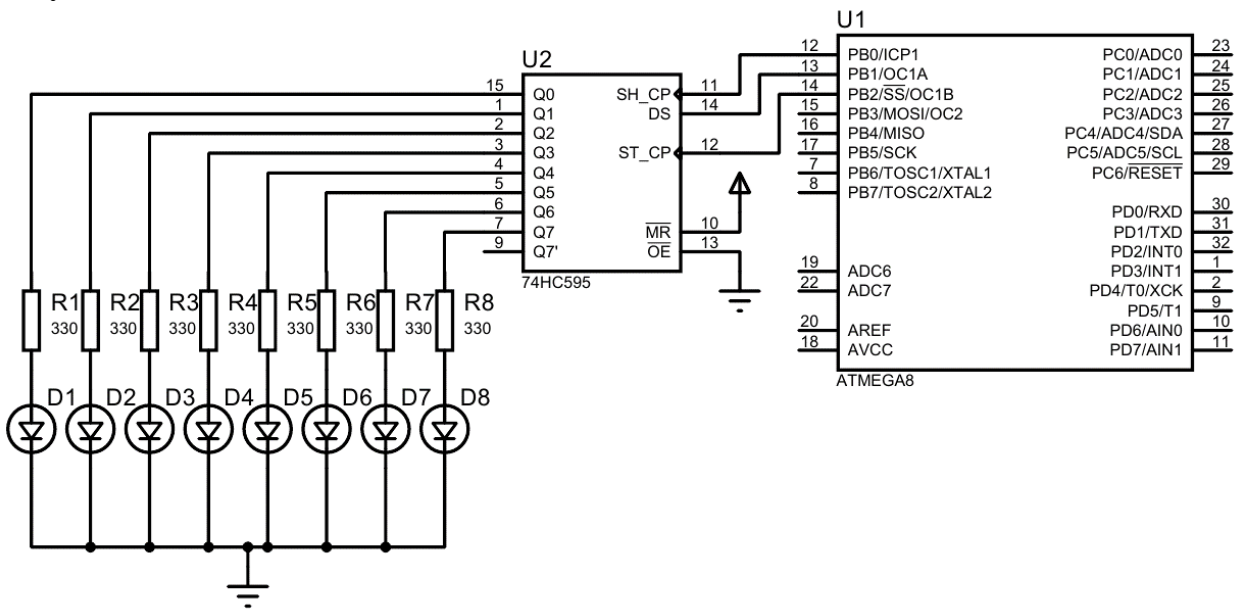 U1
12
13
14
15
16
17
7
8
19
22
20
18
PB0/ICP1
PB1/OC1A
PB2/SS/OC1B
PB3/MOSI/OC2
PB4/MISO
PB5/SCK
PB6/TOSC1/XTAL1
PB7/TOSC2/XTAL2
ADC6
ADC7
AREF
AVCC
PC0/ADC0
PC1/ADC1
PC2/ADC2
PC3/ADC3
PC4/ADC4/SDA
PC5/ADC5/SCL
PC6/RESET
PD0/RXD
PD1/TXD
PD2/INT0
PD3/INT1
PD4/T0/XCK
PD5/T1
PD6/AIN0
PD7/AIN1
23
24
25
26
27
28
29
30
31
32
1
2
9
10
11
ATMEGA8
U2
15
1
2
3
4
5
6
7
9
Q0
Q1
Q2
Q3
Q4
Q5
Q6
Q7
Q7'
SH_CP
DS
ST_CP
MR
OE
11
14
12
10
13
74HC595
R1
330
R2
330
R3
330
R4
330
R5
330
R6
330
R7
330
R8
330
D1
D2
D3
D4
D5
D6
D7
D8